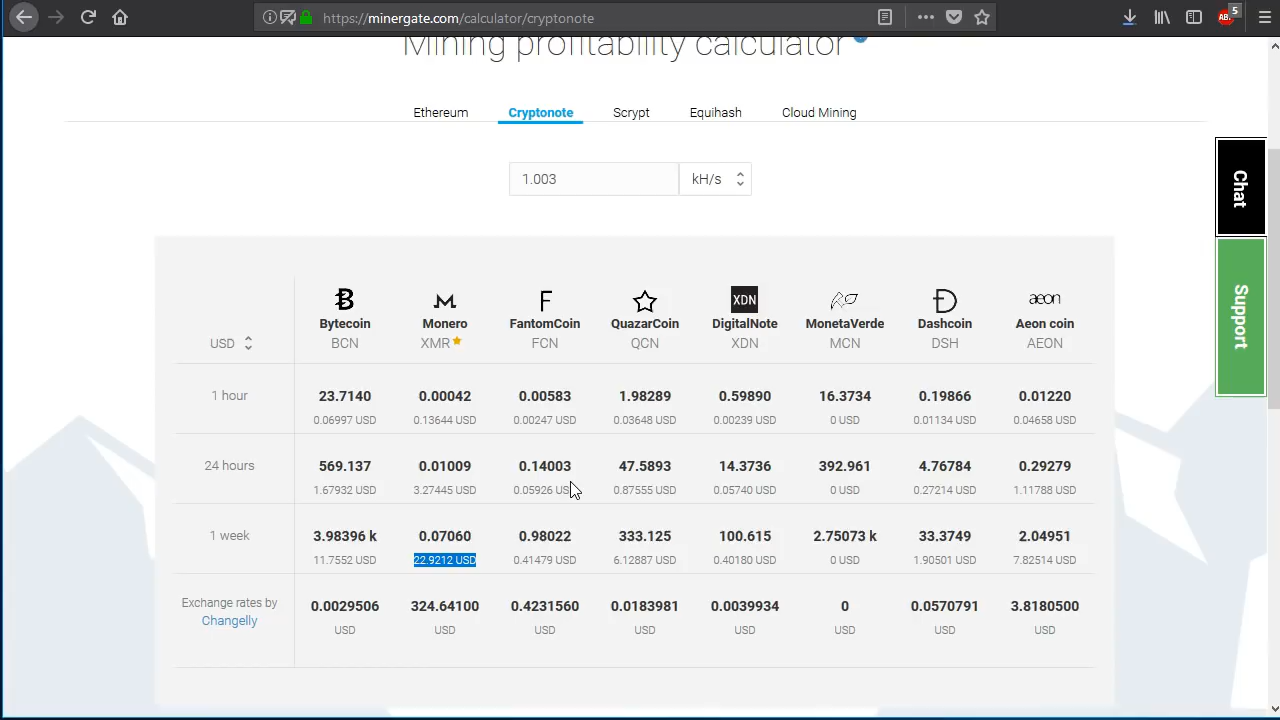 https://minergate.com/calculator/cryptonote
ABP
5
Mining profitability calculator
Ethereum Cryptonote Scrypt Equihash Cloud Mining
1.003 kH/s
Chat
Support
XDN aeon
Bytecoin Monero FantomCoin QuazarCoin DigitalNote MonetaVerde Dashcoin Aeon coin
USD BCN XMR FCN QCN XDN MCN DSH AEON
1 hour 23.7140 0.00042 0.00583 1.98289 0.59890 16.3734 0.19866 0.01220
0.06997 USD 0.13644 USD 0.00247 USD 0.03648 USD 0.00239 USD 0 USD 0.01134 USD 0.04658 USD
24 hours 569.137 0.01009 0.14003 47.5893 14.3736 392.961 4.76784 0.29279
1.67932 USD 3.27445 USD 0.05926 USD 0.87555 USD 0.05740 USD 0 USD 0.27214 USD 1.11788 USD
1 week 3.98396 k 0.07060 0.98022 333.125 100.615 2.75073 k 33.3749 2.04951
11.7552 USD 22.9212 USD 0.41479 USD 6.12887 USD 0.40180 USD 0 USD 1.90501 USD 7.82514 USD
Exchange rates by 0.0029506 324.64100 0.4231560 0.0183981 0.0039934 0 0.0570791 3.8180500
Changelly USD USD USD USD USD USD USD USD